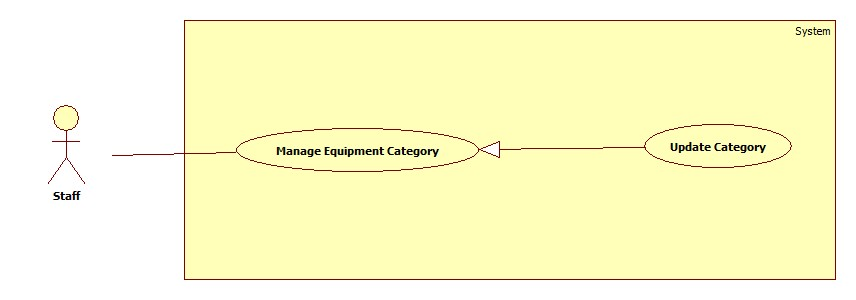 System
Manage Equipment Category
Update Category
Staff